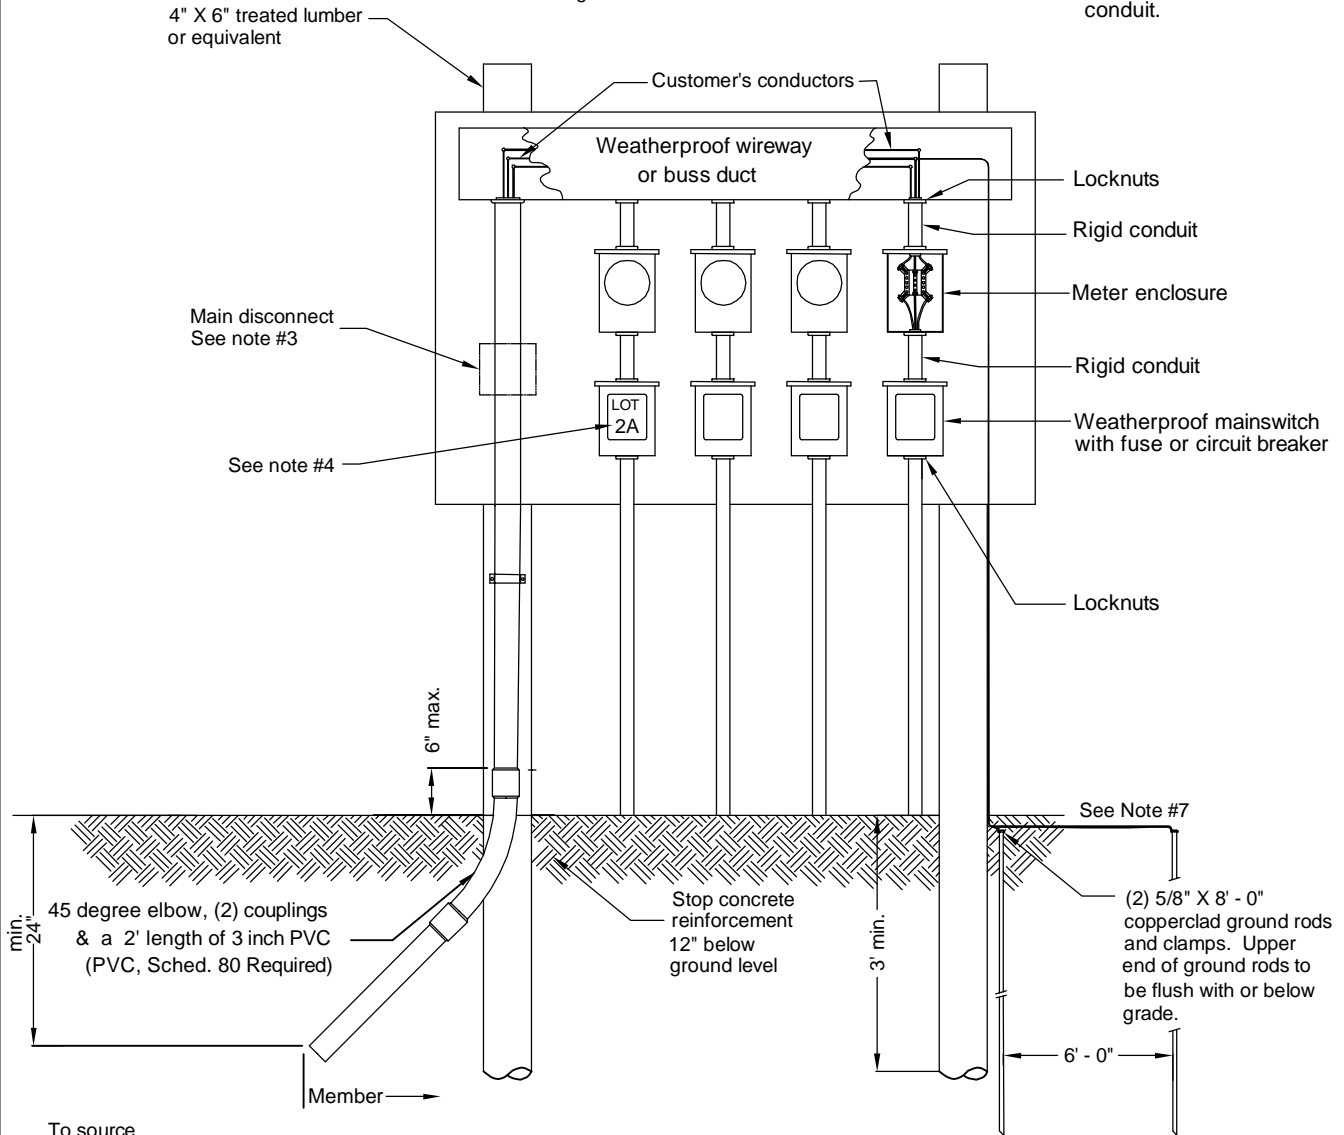 4" X 6" treated lumber
or equivalent
conduit.
Customer's conductors
Weatherproof wireway
or buss duct
Locknuts
Rigid conduit
Meter enclosure
Main disconnect
See note #3
Rigid conduit
LOT
2A
Weatherproof mainswitch
with fuse or circuit breaker
See note #4
Locknuts
6" max.
See Note #7
min.
24"
45 degree elbow, (2) couplings
& a 2' length of 3 inch PVC
(PVC, Sched. 80 Required)
Stop concrete
reinforcement
12" below
ground level
3' min.
(2) 5/8" X 8' - 0"
copperclad ground rods
and clamps. Upper
end of ground rods to
be flush with or below
grade.
6' - 0"
Member
To source